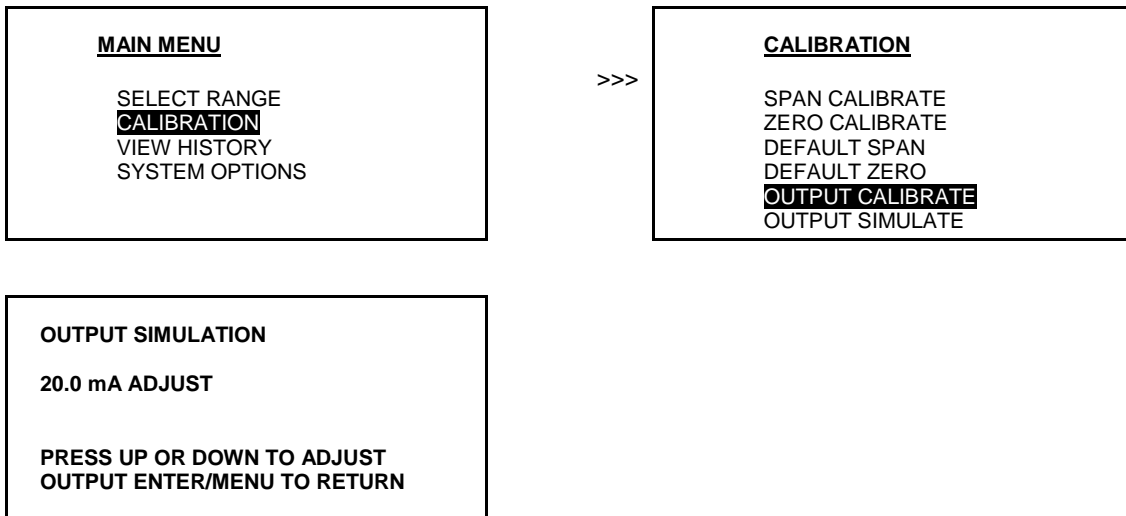 MAIN MENU
SELECT RANGE
CALIBRATION
VIEW HISTORY
SYSTEM OPTIONS
>>>
CALIBRATION
SPAN CALIBRATE
ZERO CALIBRATE
DEFAULT SPAN
DEFAULT ZERO
OUTPUT CALIBRATE
OUTPUT SIMULATE
OUTPUT SIMULATION
20.0 mA ADJUST
PRESS UP OR DOWN TO ADJUST
OUTPUT ENTER/MENU TO RETURN